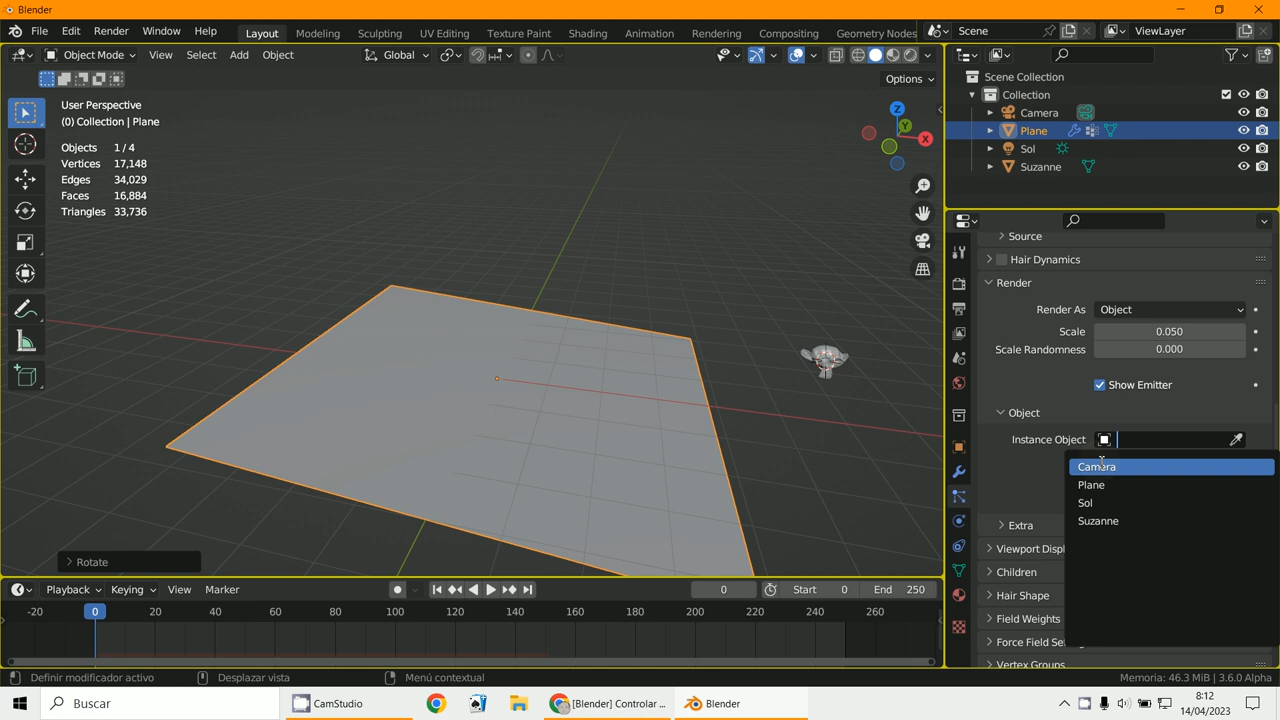 Blender
File Edit Render Window Help Layout Modeling Sculpting UV Editing Texture Paint Shading Animation Rendering Compositing Geometry Nodes Scene ViewLayer
Object Mode View Select Add Object Global
Options
User Perspective
(0) Collection | Plane
Objects 1 / 4
Vertices 17,148
Edges 34,029
Faces 16,884
Triangles 33,736
Z
Y
X
Rotate
Scene Collection
Collection
Camera
Plane
Sol
Suzanne
Source
Hair Dynamics
Render
Render As Object
Scale 0.050
Scale Randomness 0.000
Show Emitter
Object
Instance Object
Camera
Plane
Sol
Suzanne
Extra
Viewport Displ
Children
Hair Shape
Field Weights
Force Field Set
Vertex Groups
Playback Keying View Marker 0 Start 0 End 250
-20 0 20 40 60 80 100 120 140 160 180 200 220 240 260
Definir modificador activo Desplazar vista Menú contextual Memoria: 46.3 MiB | 3.6.0 Alpha
Buscar CamStudio [Blender] Controlar ... Blender 8:12
14/04/2023